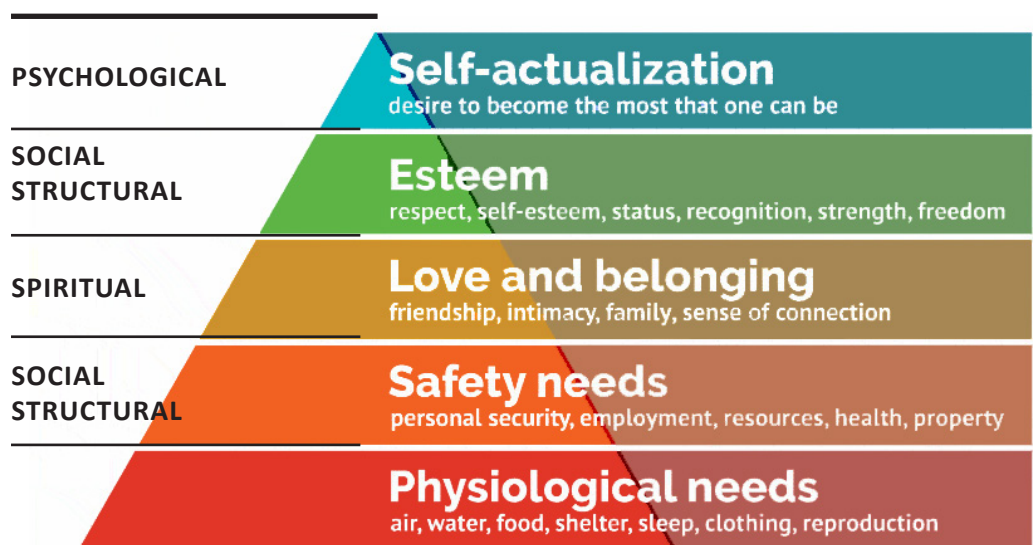 PSYCHOLOGICAL
Self-actualization
desire to become the most that one can be
SOCIAL
STRUCTURAL
Esteem
respect, self-esteem, status, recognition, strength, freedom
SPIRITUAL
Love and belonging
friendship, intimacy, family, sense of connection
SOCIAL
STRUCTURAL
Safety needs
personal security, employment, resources, health, property
Physiological needs
air, water, food, shelter, sleep, clothing, reproduction